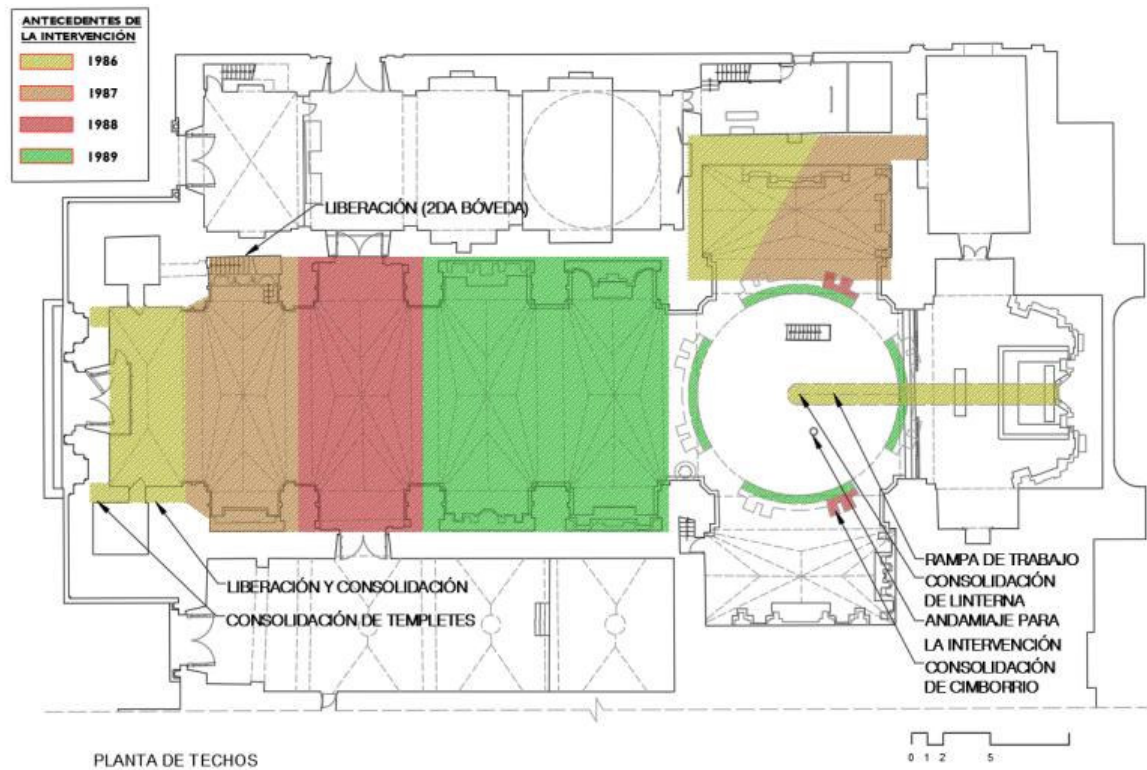 ANTECEDENTES DE
LA INTERVENCIÓN
1986
1987
1988
1989
LIBERACIÓN (2DA BÓVEDA)
LIBERACIÓN Y CONSOLIDACIÓN
CONSOLIDACIÓN DE TEMPLETES
RAMPA DE TRABAJO
CONSOLIDACIÓN
DE LINTERNA
ANDAMIAJE PARA
LA INTERVENCIÓN
CONSOLIDACIÓN
DE CIMBORRIO
PLANTA DE TECHOS
0 1 2 5